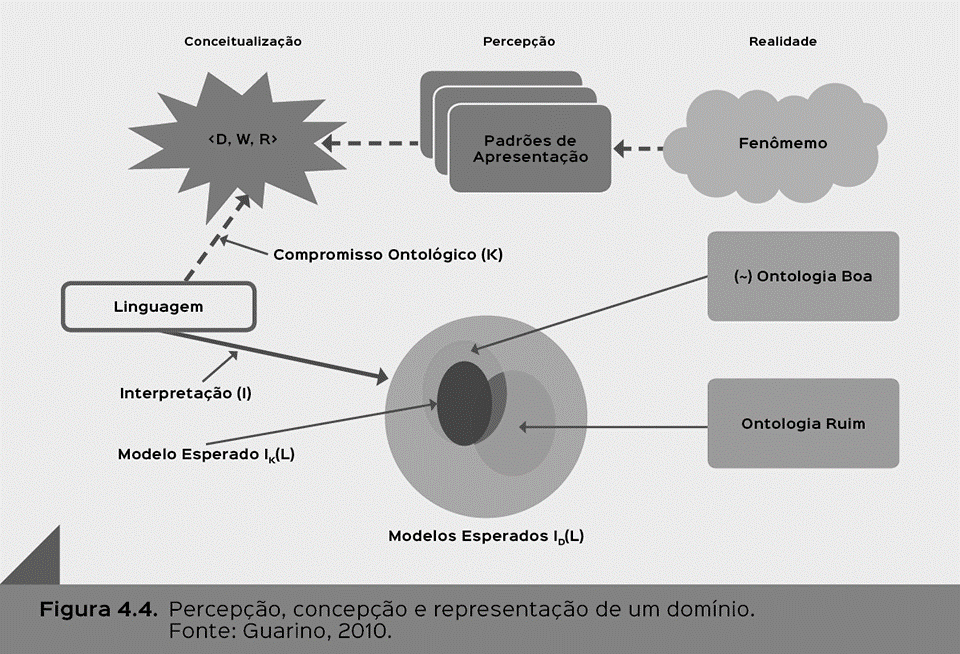 Conceitualização
Percepção
Realidade
<D, W, R>
Padrões de
Apresentação
Fenômemo
Compromisso Ontológico (K)
(~) Ontologia Boa
Linguagem
Interpretação (I)
Ontologia Ruim
Modelo Esperado IK(L)
Modelos Esperados ID(L)
Figura 4.4. Percepção, concepção e representação de um domínio.
Fonte: Guarino, 2010.